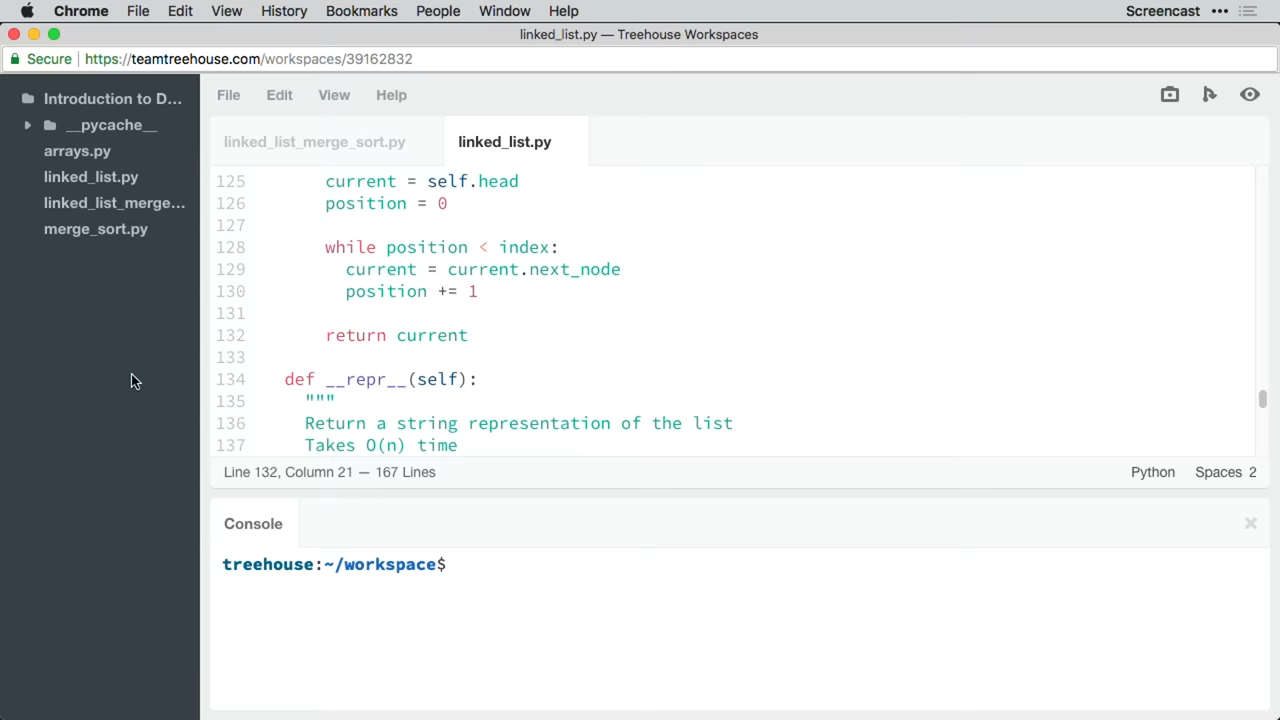 Chrome File Edit View History Bookmarks People Window Help Screencast •••
linked_list.py — Treehouse Workspaces
Secure https://teamtreehouse.com/workspaces/39162832
Introduction to D...
__pycache__
arrays.py
linked_list.py
linked_list_merge...
merge_sort.py
File Edit View Help
linked_list_merge_sort.py linked_list.py
125 current = self.head
126 position = 0
127
128 while position < index:
129 current = current.next_node
130 position += 1
131
132 return current
133
134 def __repr__(self):
135 """
136 Return a string representation of the list
137 Takes O(n) time
Line 132, Column 21 — 167 Lines Python Spaces 2
Console
treehouse:~/workspace$